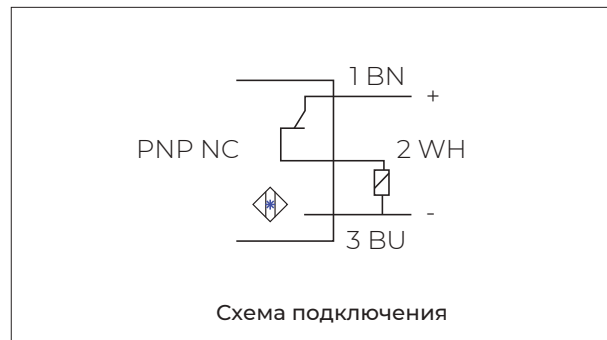 1 BN
+
PNP NC
2 WH
-
3 BU
Схема подключения